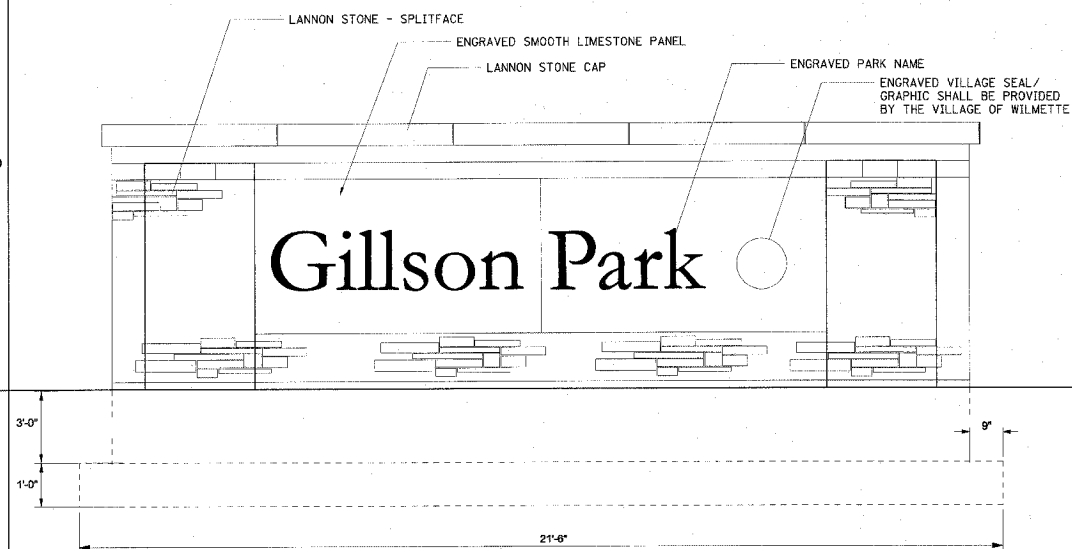 LANNON STONE - SPLITFACE
ENGRAVED SMOOTH LIMESTONE PANEL
LANNON STONE CAP
ENGRAVED PARK NAME
ENGRAVED VILLAGE SEAL/
GRAPHIC SHALL BE PROVIDED
BY THE VILLAGE OF WILMETTE
Gillson Park
3'-0"
9"
1'-0"
21'-6"